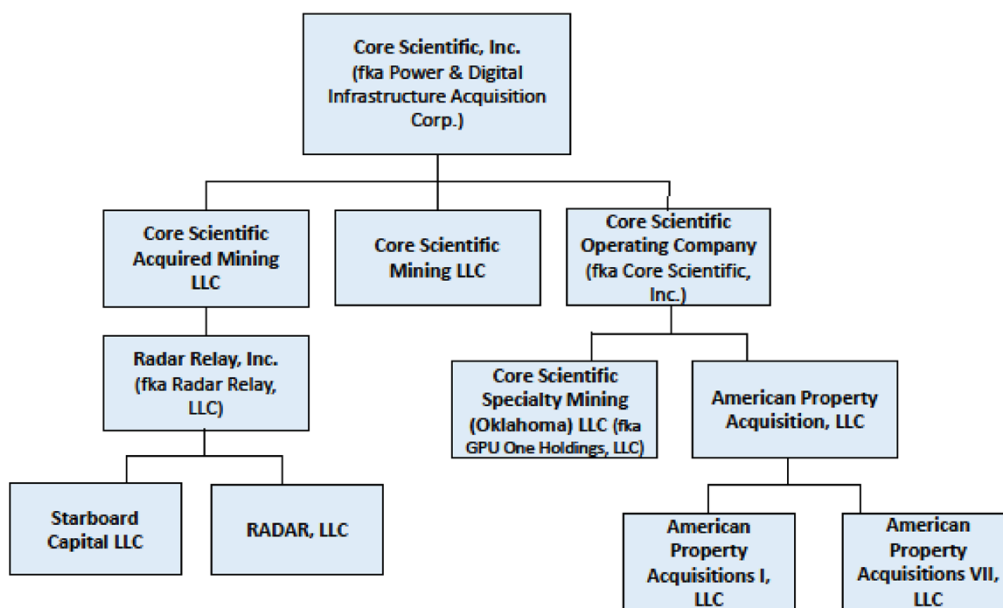 Core Scientific, Inc.
(fka Power & Digital
Infrastructure Acquisition
Corp.)
Core Scientific
Acquired Mining
LLC
Core Scientific
Mining LLC
Core Scientific
Operating Company
(fka Core Scientific,
Inc.)
Radar Relay, Inc.
(fka Radar Relay,
LLC)
Core Scientific
Specialty Mining
(Oklahoma) LLC (fka
GPU One Holdings, LLC)
American Property
Acquisition, LLC
Starboard
Capital LLC
RADAR, LLC
American
Property
Acquisitions I,
LLC
American
Property
Acquisitions VII,
LLC